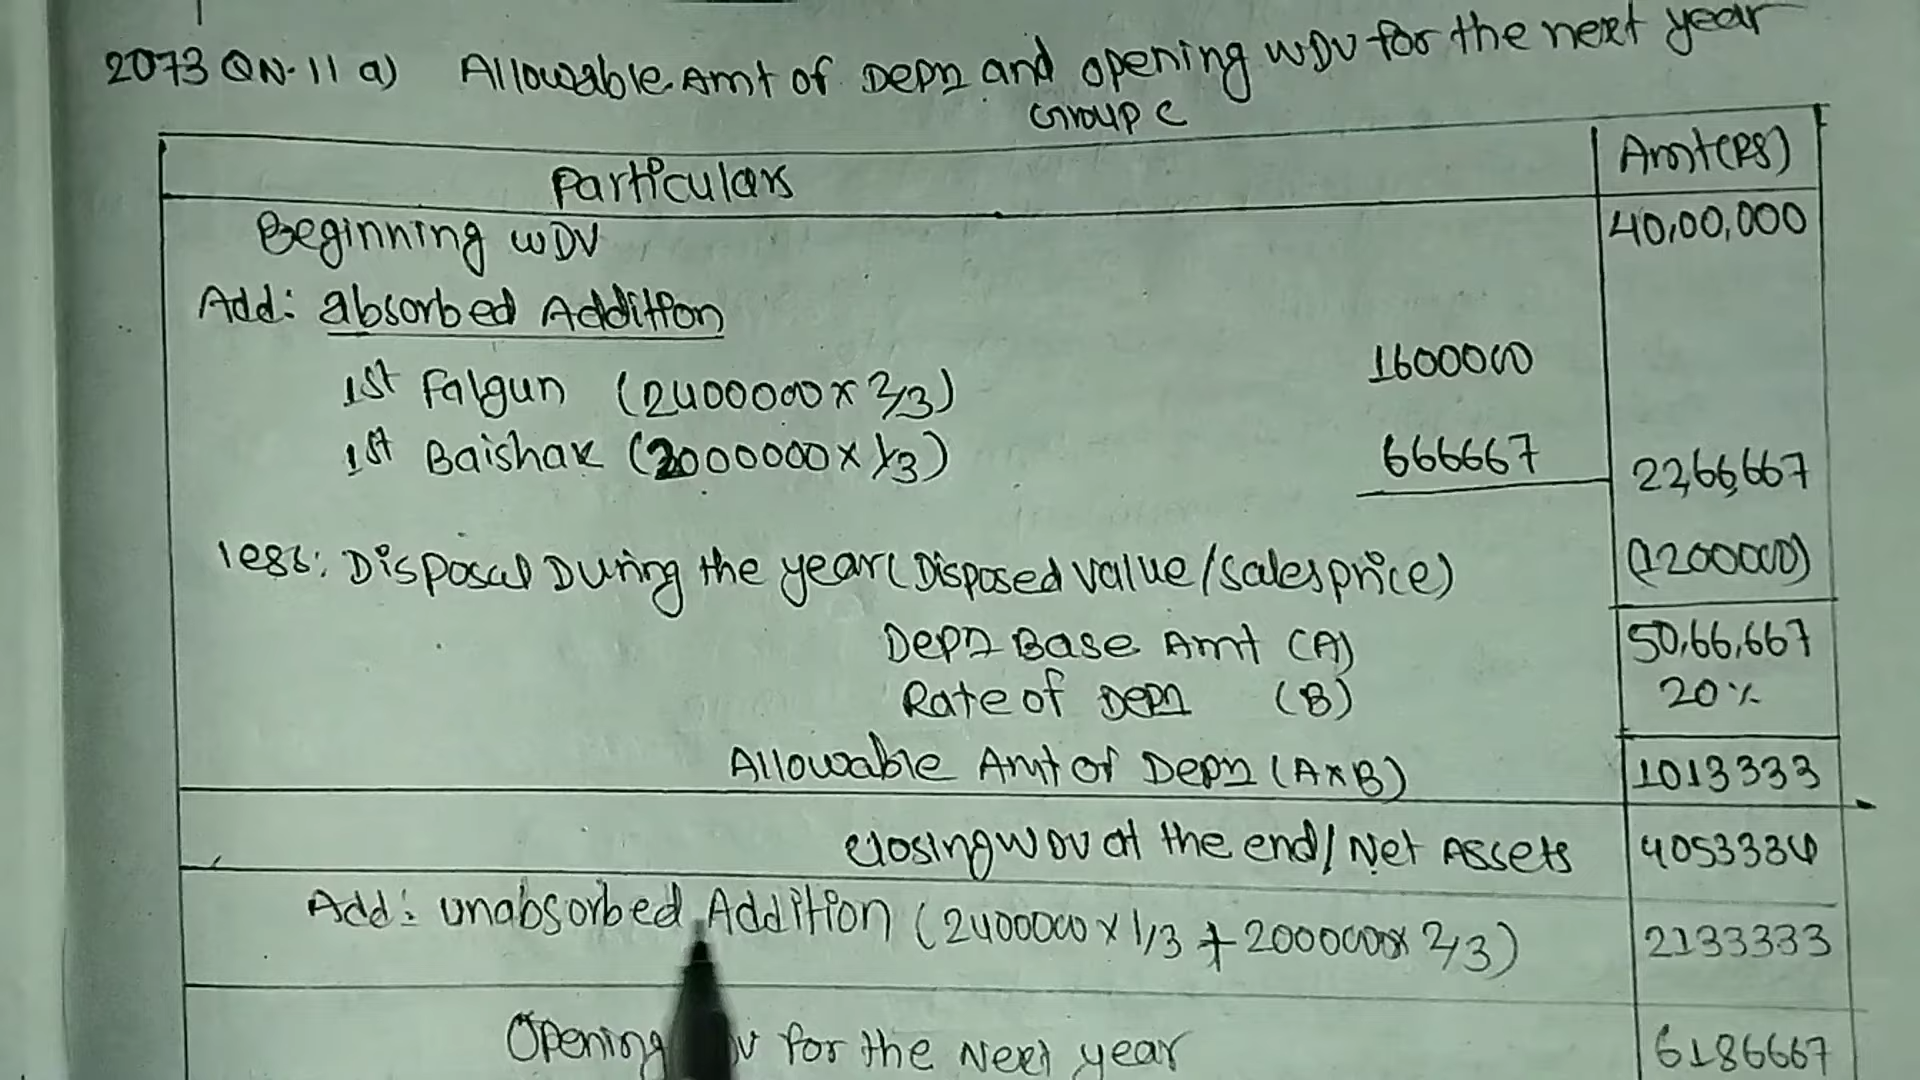 2073 QN·11 a) Allowable Amt of Depn and opening WDV for the next year
Group C
Particulars Amt(RS)
Beginning WDV 40,00,000
Add: absorbed Addition
1st Falgun (2400000 x 2/3) 1600000
1st Baishak (2000000 x 1/3) 666667 22,66,667
less: Disposal During the year (Disposed value/sales price) (1200000)
Depn Base Amt (A) 50,66,667
Rate of Depn (B) 20%
Allowable Amt of Depn (A x B) 1013333
closing WDV at the end / Net Assets 4053334
Add: unabsorbed Addition (2400000 x 1/3 + 2000000 x 2/3) 2133333
Opening for the Next year 6186667